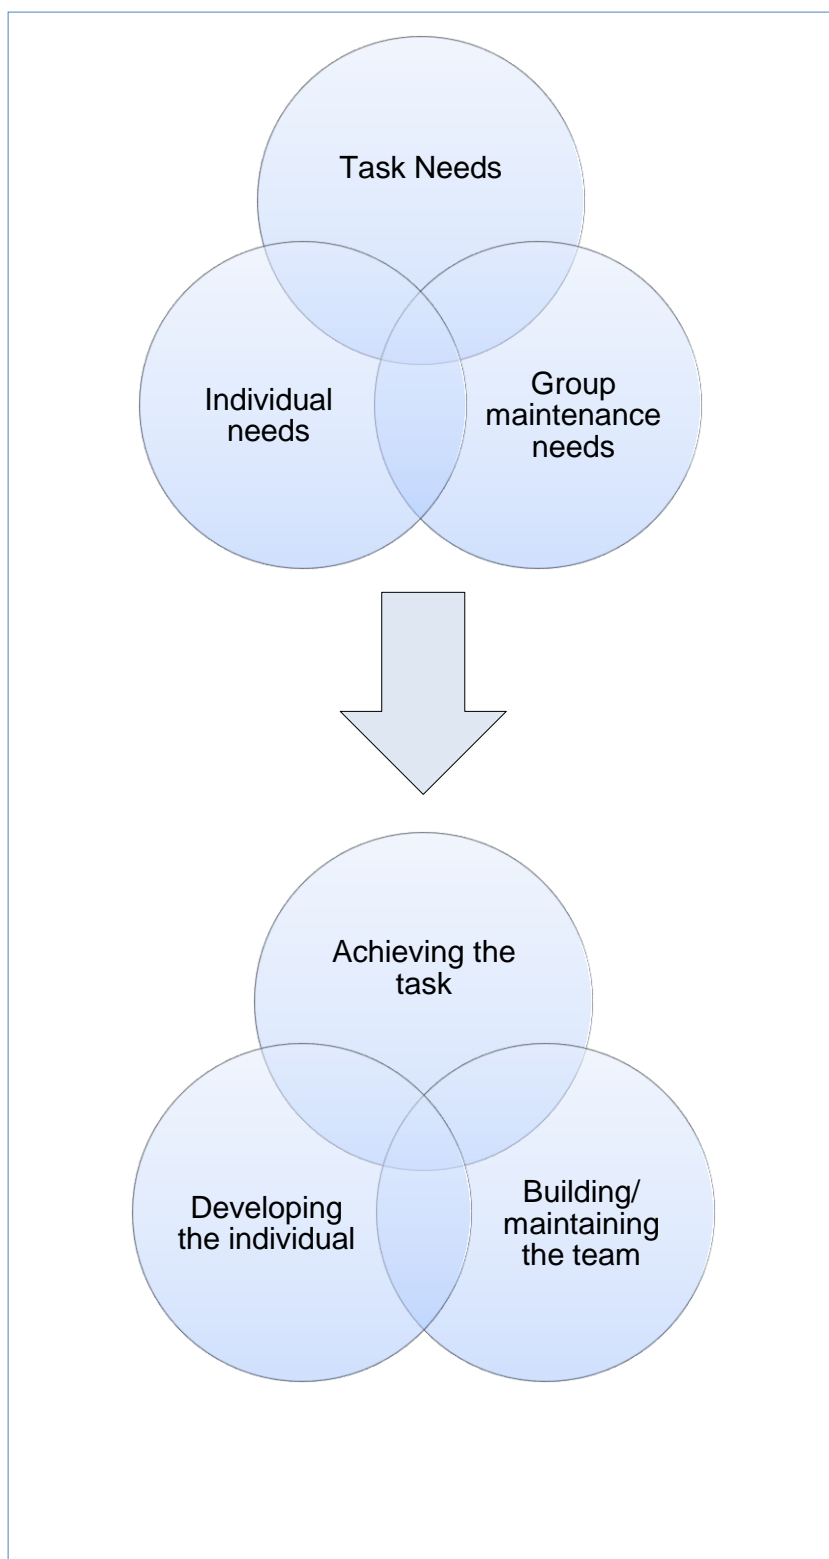 Task Needs
Individual
needs
Group
maintenance
needs
Achieving the
task
Developing
the individual
Building/
maintaining
the team